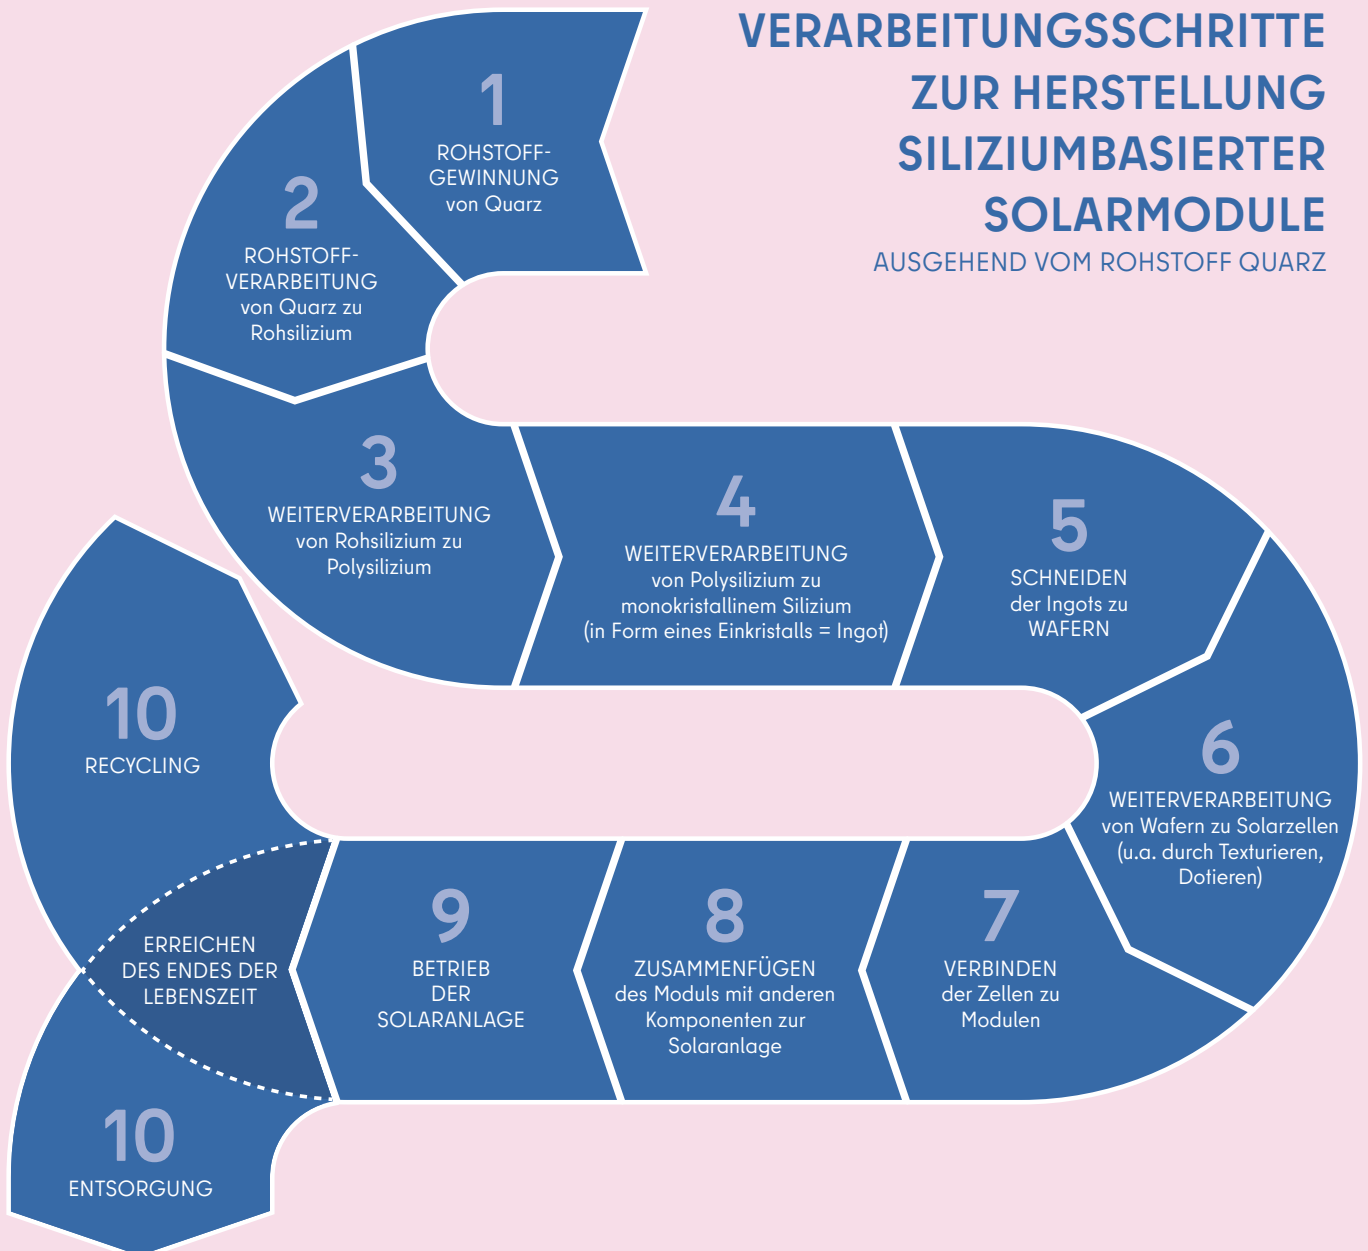 VERARBEITUNGSSCHRITTE
ZUR HERSTELLUNG
SILIZIUMBASIERTER
SOLARMODULE
AUSGEHEND VOM ROHSTOFF QUARZ
1
ROHSTOFF-
GEWINNUNG
von Quarz
2
ROHSTOFF-
VERARBEITUNG
von Quarz zu
Rohsilizium
3
WEITERVERARBEITUNG
von Rohsilizium zu
Polysilizium
4
WEITERVERARBEITUNG
von Polysilizium zu
monokristallinem Silizium
(in Form eines Einkristalls = Ingot)
5
SCHNEIDEN
der Ingots zu
WAFERN
6
WEITERVERARBEITUNG
von Wafern zu Solarzellen
(u.a. durch Texturieren,
Dotieren)
7
VERBINDEN
der Zellen zu
Modulen
8
ZUSAMMENFÜGEN
des Moduls mit anderen
Komponenten zur
Solaranlage
9
BETRIEB
DER
SOLARANLAGE
ERREICHEN
DES ENDES DER
LEBENSZEIT
10
RECYCLING
10
ENTSORGUNG